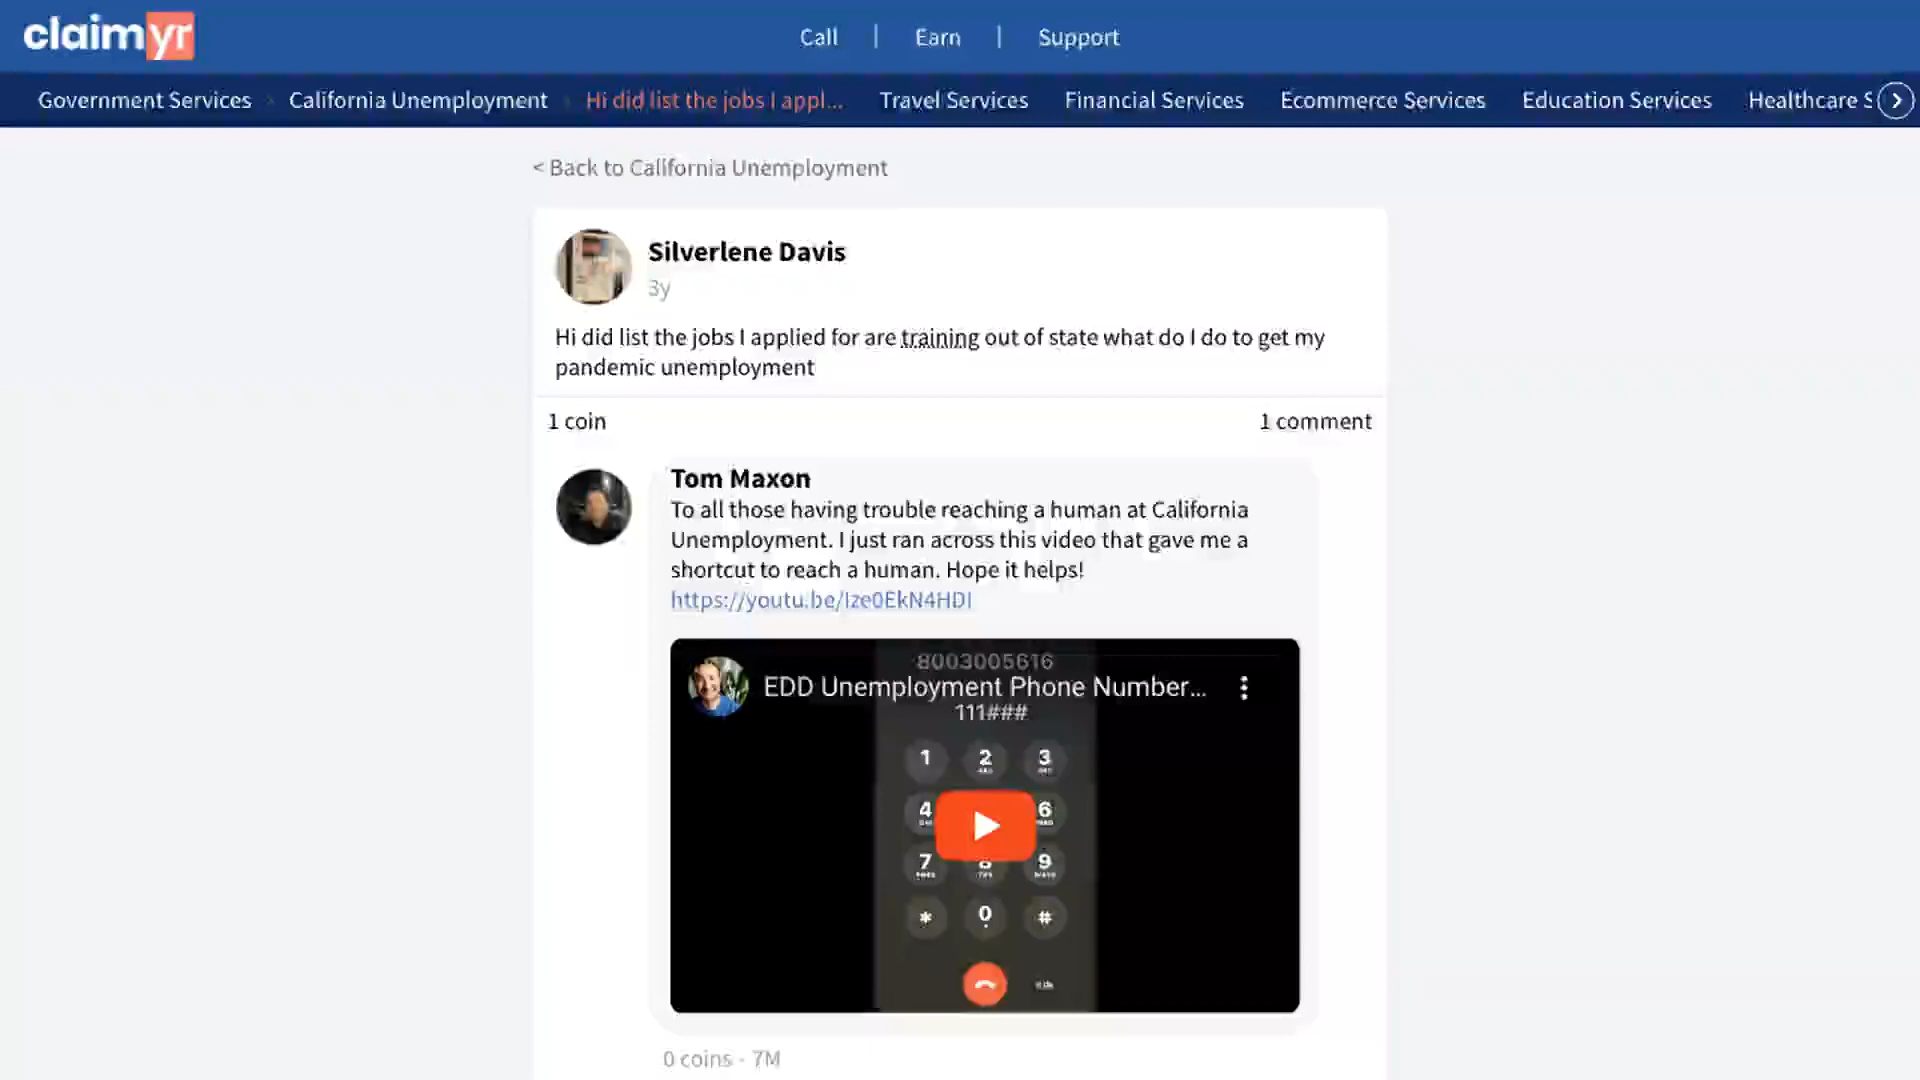 claimyr
Call | Earn | Support
Government Services
California Unemployment
Hi did list the jobs I appl...
Travel Services
Financial Services
Ecommerce Services
Education Services
Healthcare S
< Back to California Unemployment
Silverlene Davis
3y
Hi did list the jobs I applied for are training out of state what do I do to get my
pandemic unemployment
1 coin
1 comment
Tom Maxon
To all those having trouble reaching a human at California
Unemployment. I just ran across this video that gave me a
shortcut to reach a human. Hope it helps!
https://youtu.be/Ize0EkN4HDI
8003005616
EDD Unemployment Phone Number...
111###
1 2 3
4 6
7 8 9
* 0 #
0 coins - 7M